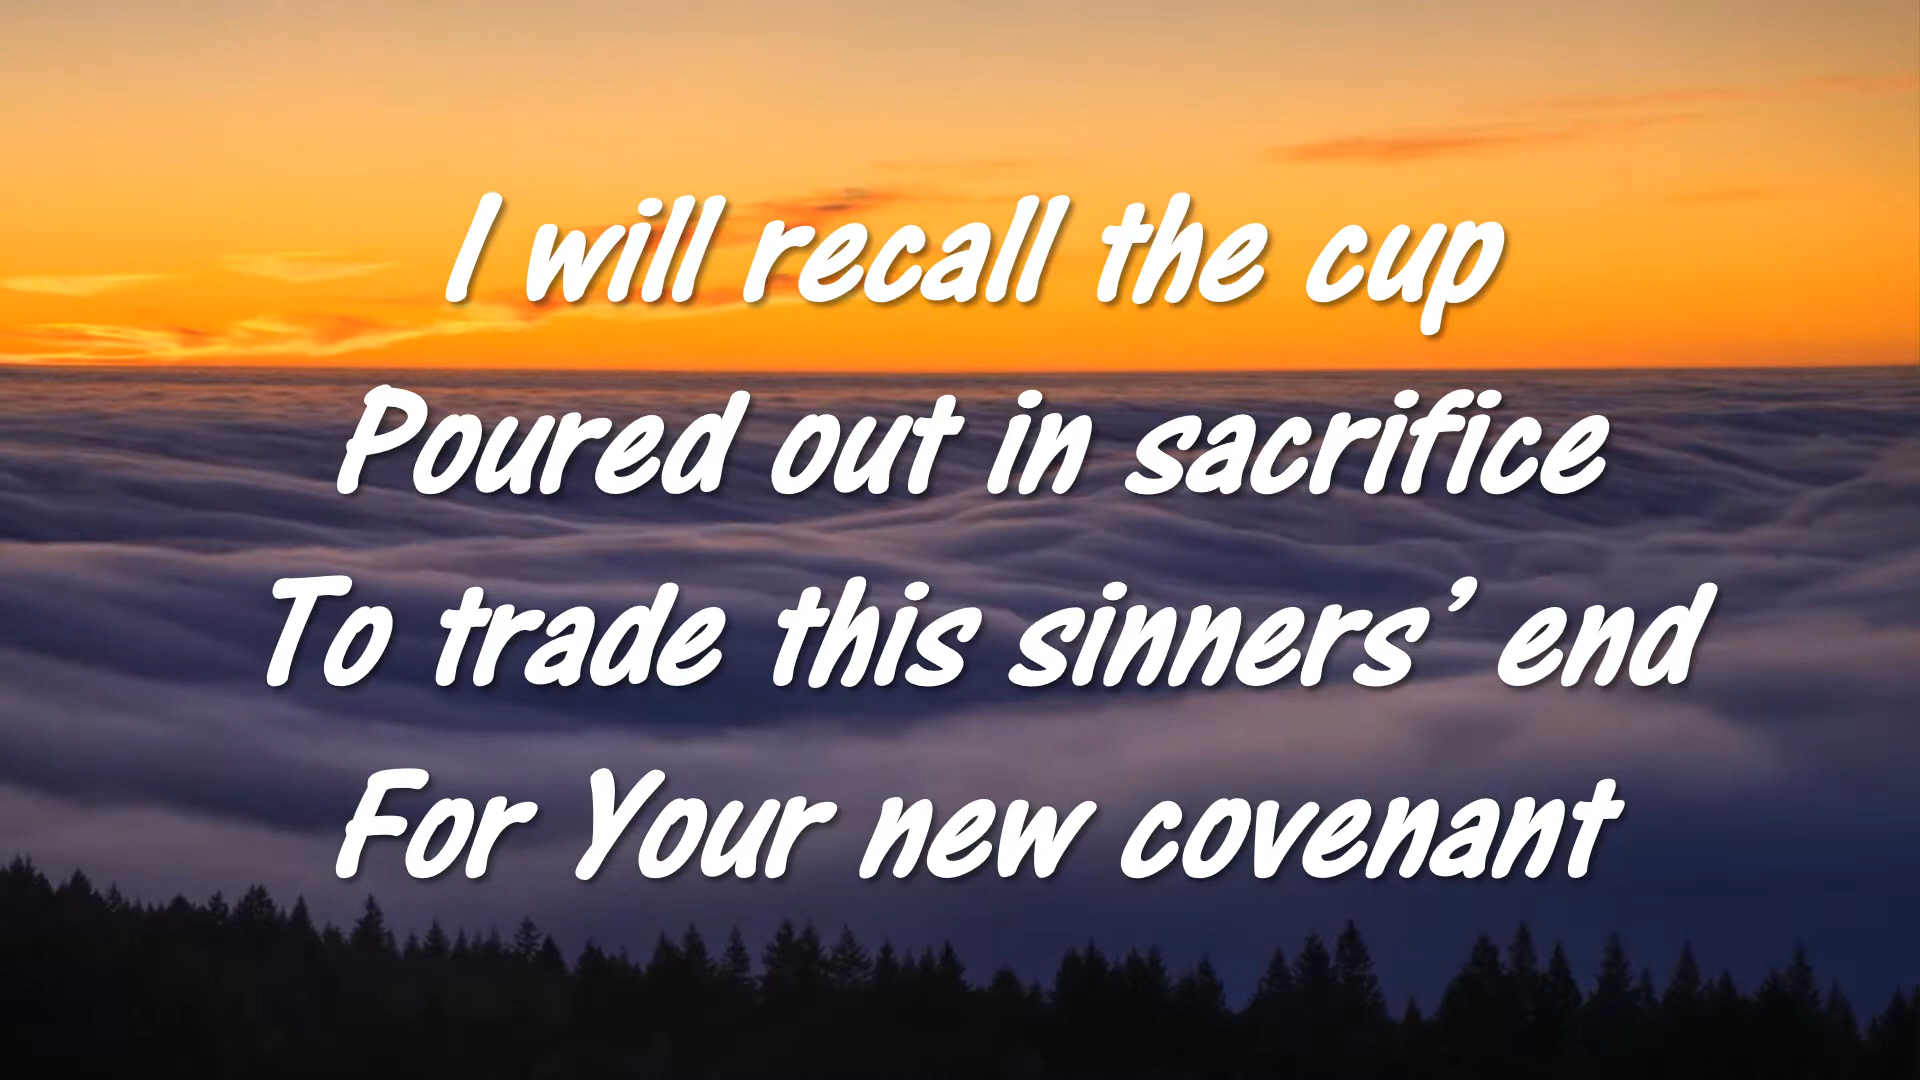 I will recall the cup
Poured out in sacrifice
To trade this sinners’ end
For Your new covenant